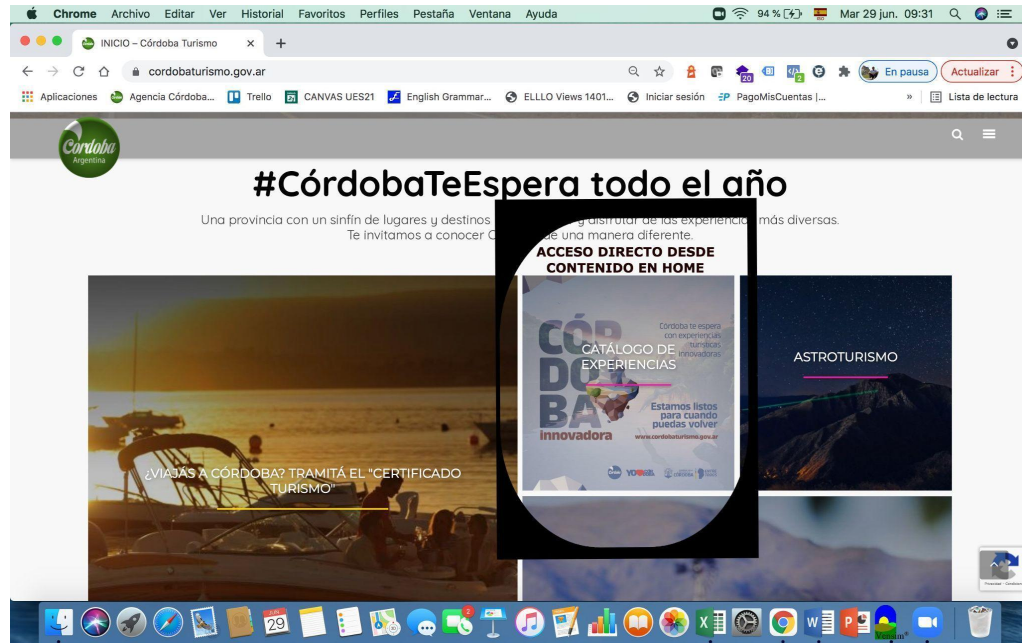 Chrome Archivo Editar Ver Historial Favoritos Perfiles Pestaña Ventana Ayuda 94 % Mar 29 jun. 09:31
INICIO – Córdoba Turismo
cordobaturismo.gov.ar
20
2
En pausa
Actualizar
Aplicaciones Agencia Córdoba... Trello CANVAS UES21 English Grammar... ELLLO Views 1401... Iniciar sesión PagoMisCuentas |... » Lista de lectura
Córdoba
Argentina
#CórdobaTeEspera todo el año
Una provincia con un sinfín de lugares y destinos y disfrutar de las experiencias más diversas.
Te invitamos a conocer de una manera diferente.
ACCESO DIRECTO DESDE
CONTENIDO EN HOME
CÓR
DO
BA
innovadora
Córdoba te espera
con experiencias
turísticas
innovadoras
CATÁLOGO DE
EXPERIENCIAS
Estamos listos
para cuando
puedas volver
www.cordobaturismo.gov.ar
ASTROTURISMO
¿VIAJÁS A CÓRDOBA? TRAMITÁ EL "CERTIFICADO
TURISMO"
JUN
29
2